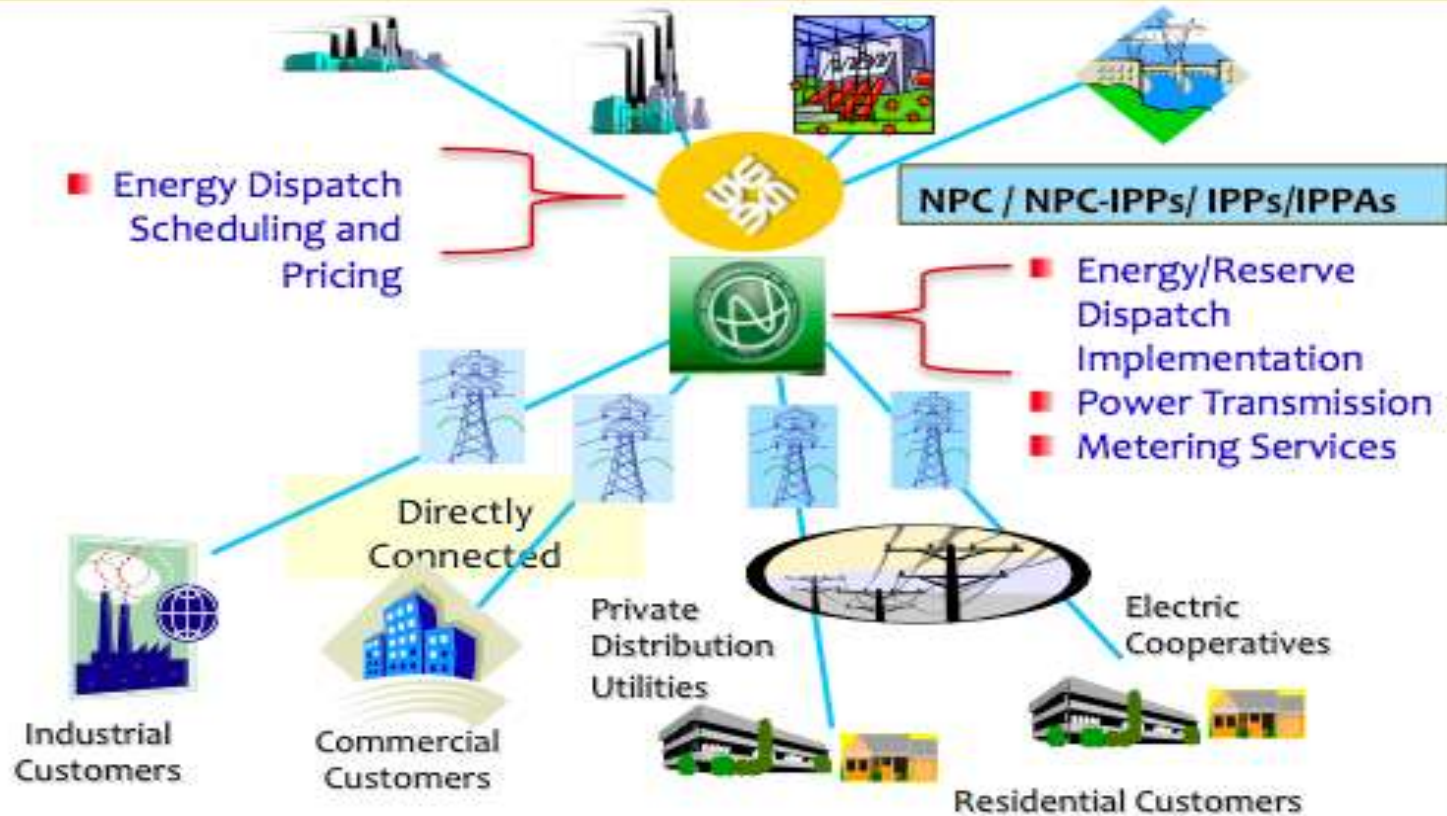 Energy Dispatch
Scheduling and
Pricing
NPC / NPC-IPPs/ IPPs/IPPAs
Energy/Reserve
Dispatch
Implementation
Power Transmission
Metering Services
Directly
Connected
Private
Distribution
Utilities
Electric
Cooperatives
Industrial
Customers
Commercial
Customers
Residential Customers